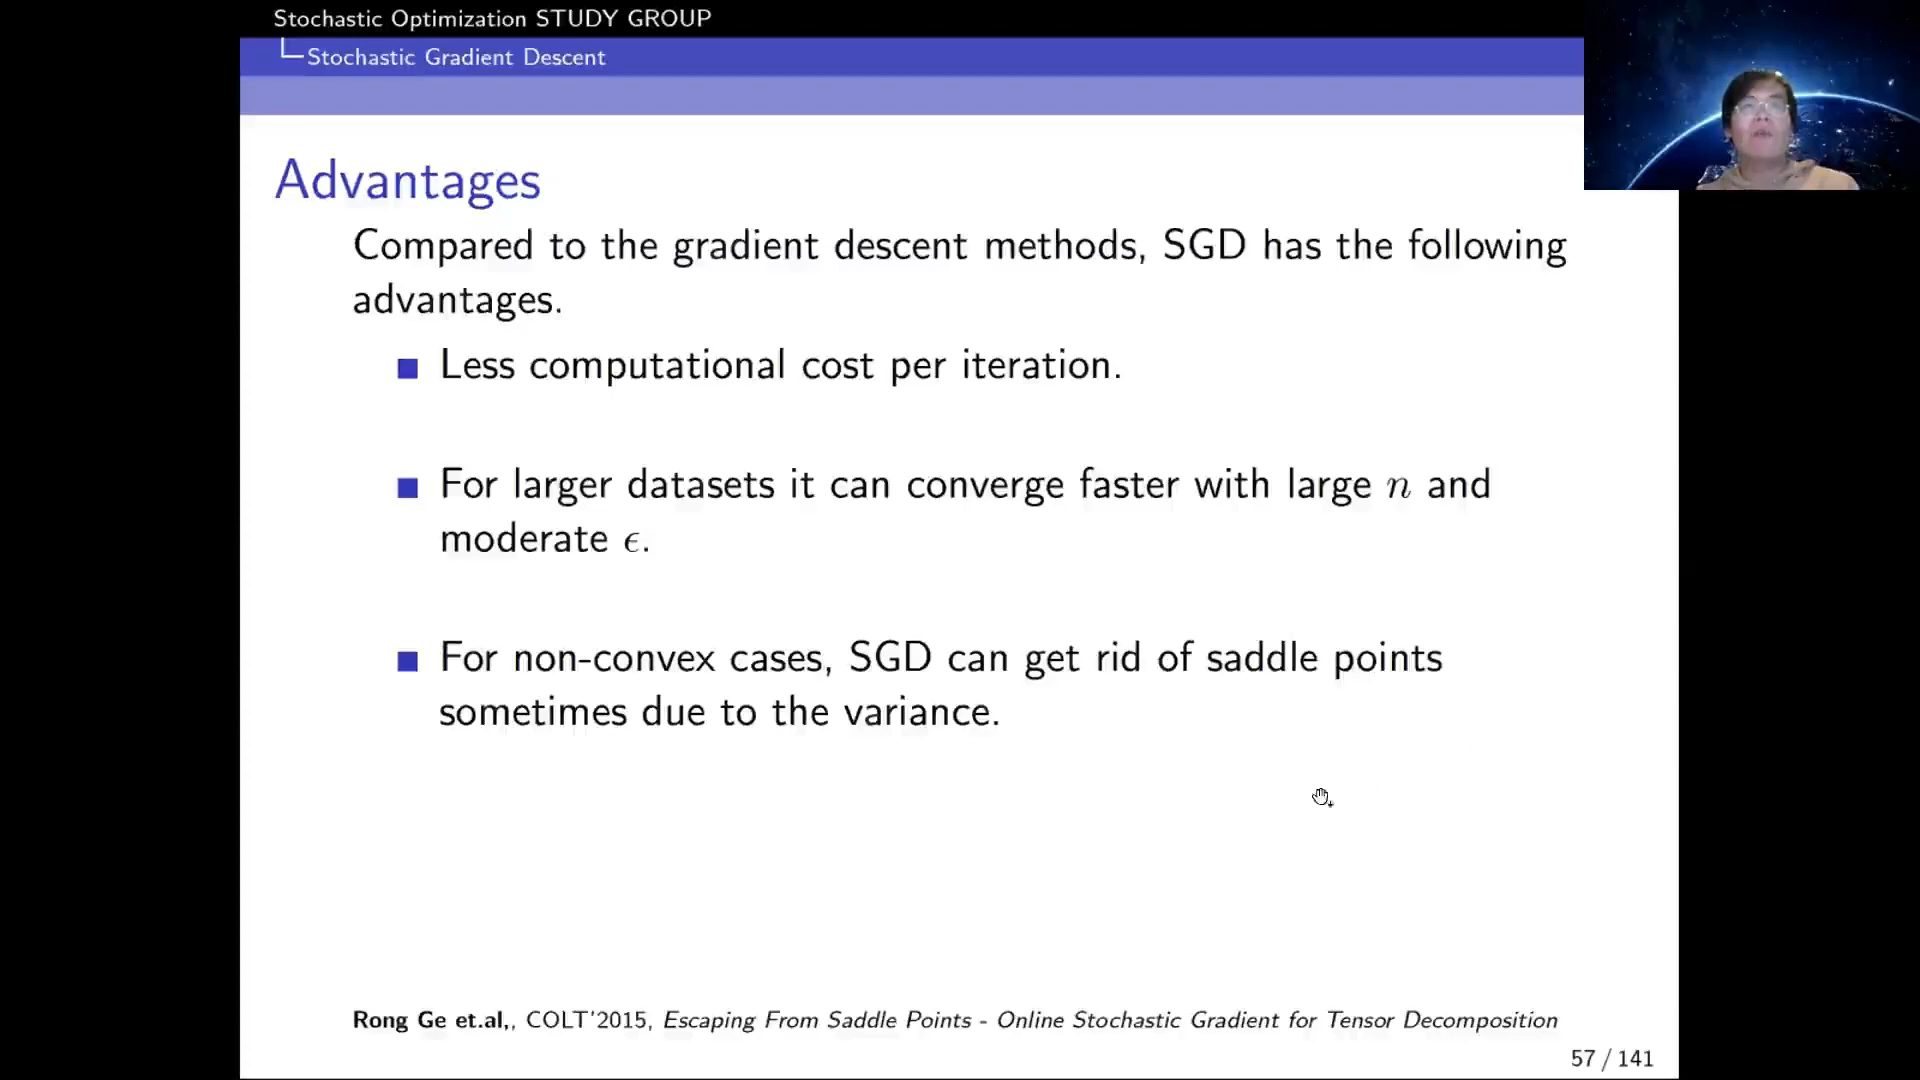 Stochastic Optimization STUDY GROUP
Stochastic Gradient Descent
Advantages
Compared to the gradient descent methods, SGD has the following
advantages.
Less computational cost per iteration.
For larger datasets it can converge faster with large n and
moderate ϵ.
For non-convex cases, SGD can get rid of saddle points
sometimes due to the variance.
Rong Ge et.al,, COLT'2015, Escaping From Saddle Points - Online Stochastic Gradient for Tensor Decomposition
57 / 141